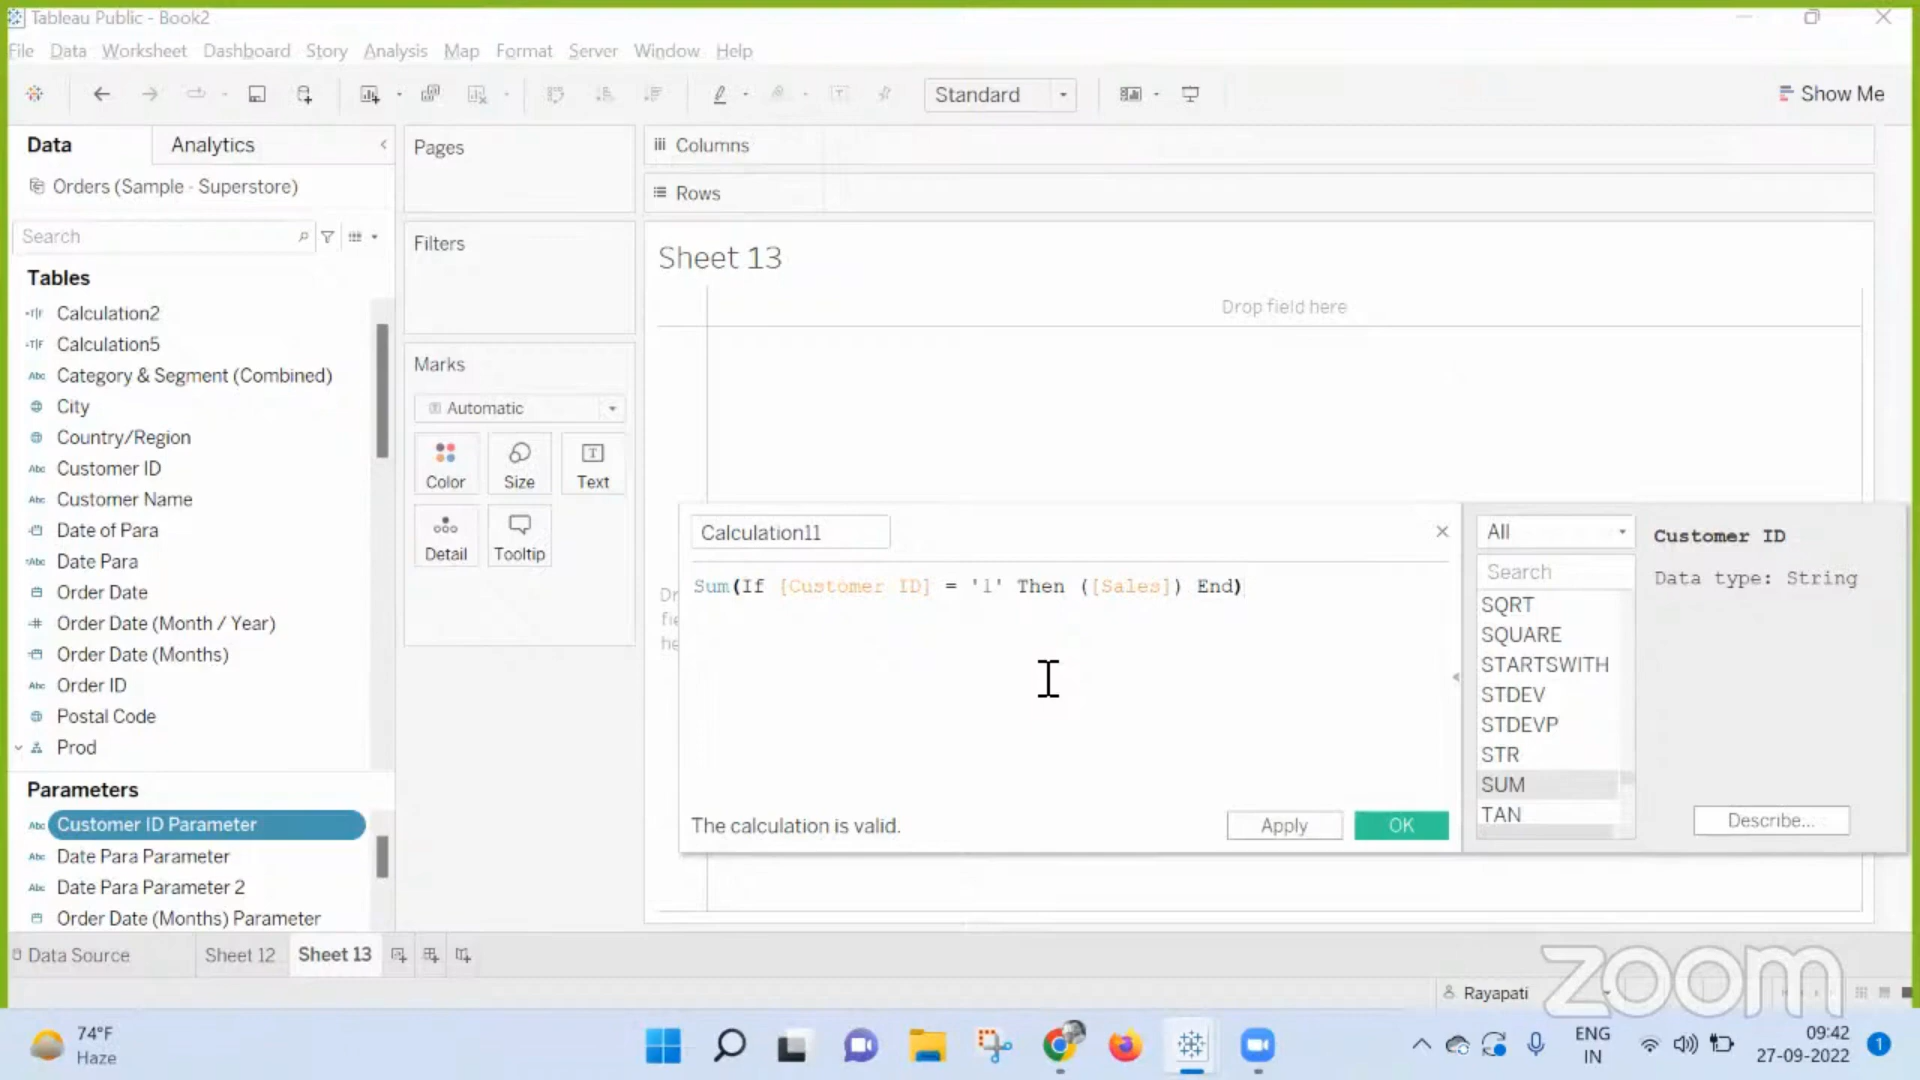 Tableau Public - Book2
File Data Worksheet Dashboard Story Analysis Map Format Server Window Help
Standard
Show Me
Data
Analytics
Orders (Sample - Superstore)
Search
Tables
Calculation2
Calculation5
Category & Segment (Combined)
City
Country/Region
Customer ID
Customer Name
Date of Para
Date Para
Order Date
Order Date (Month / Year)
Order Date (Months)
Order ID
Postal Code
Prod
Parameters
Customer ID Parameter
Date Para Parameter
Date Para Parameter 2
Order Date (Months) Parameter
Pages
Filters
Marks
Automatic
Color
Size
Text
Detail
Tooltip
Columns
Rows
Sheet 13
Drop field here
Calculation11
Sum(If [Customer ID] = '1' Then ([Sales]) End)
The calculation is valid.
Apply
OK
All
Search
SQRT
SQUARE
STARTSWITH
STDEV
STDEVP
STR
SUM
TAN
Customer ID
Data type: String
Describe...
Data Source
Sheet 12
Sheet 13
Rayapati
zoom
74°F
Haze
ENG
IN
09:42
27-09-2022
1